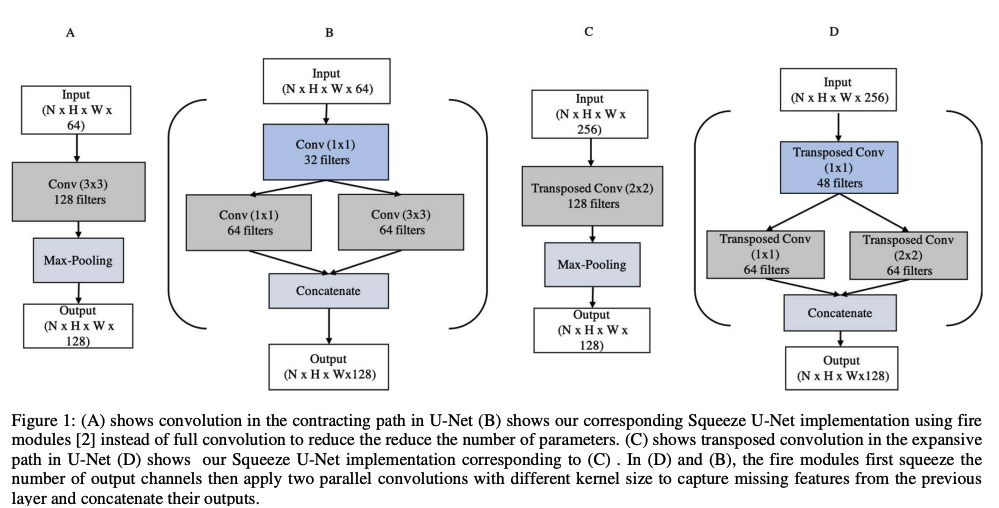 A
Input
(N x H x W x
64)
Conv (3x3)
128 filters
Max-Pooling
Output
(N x H x W x
128)
B
Input
(N x H x W x 64)
Conv (1x1)
32 filters
Conv (1x1)
64 filters
Conv (3x3)
64 filters
Concatenate
Output
(N x H x Wx128)
C
Input
(N x H x W x
256)
Transposed Conv (2x2)
128 filters
Max-Pooling
Output
(N x H x W x
128)
D
Input
(N x H x W x 256)
Transposed Conv
(1x1)
48 filters
Transposed Conv
(1x1)
64 filters
Transposed Conv
(2x2)
64 filters
Concatenate
Output
(N x H x Wx128)
Figure 1: (A) shows convolution in the contracting path in U-Net (B) shows our corresponding Squeeze U-Net implementation using fire
modules [2] instead of full convolution to reduce the reduce the number of parameters. (C) shows transposed convolution in the expansive
path in U-Net (D) shows our Squeeze U-Net implementation corresponding to (C) . In (D) and (B), the fire modules first squeeze the
number of output channels then apply two parallel convolutions with different kernel size to capture missing features from the previous
layer and concatenate their outputs.